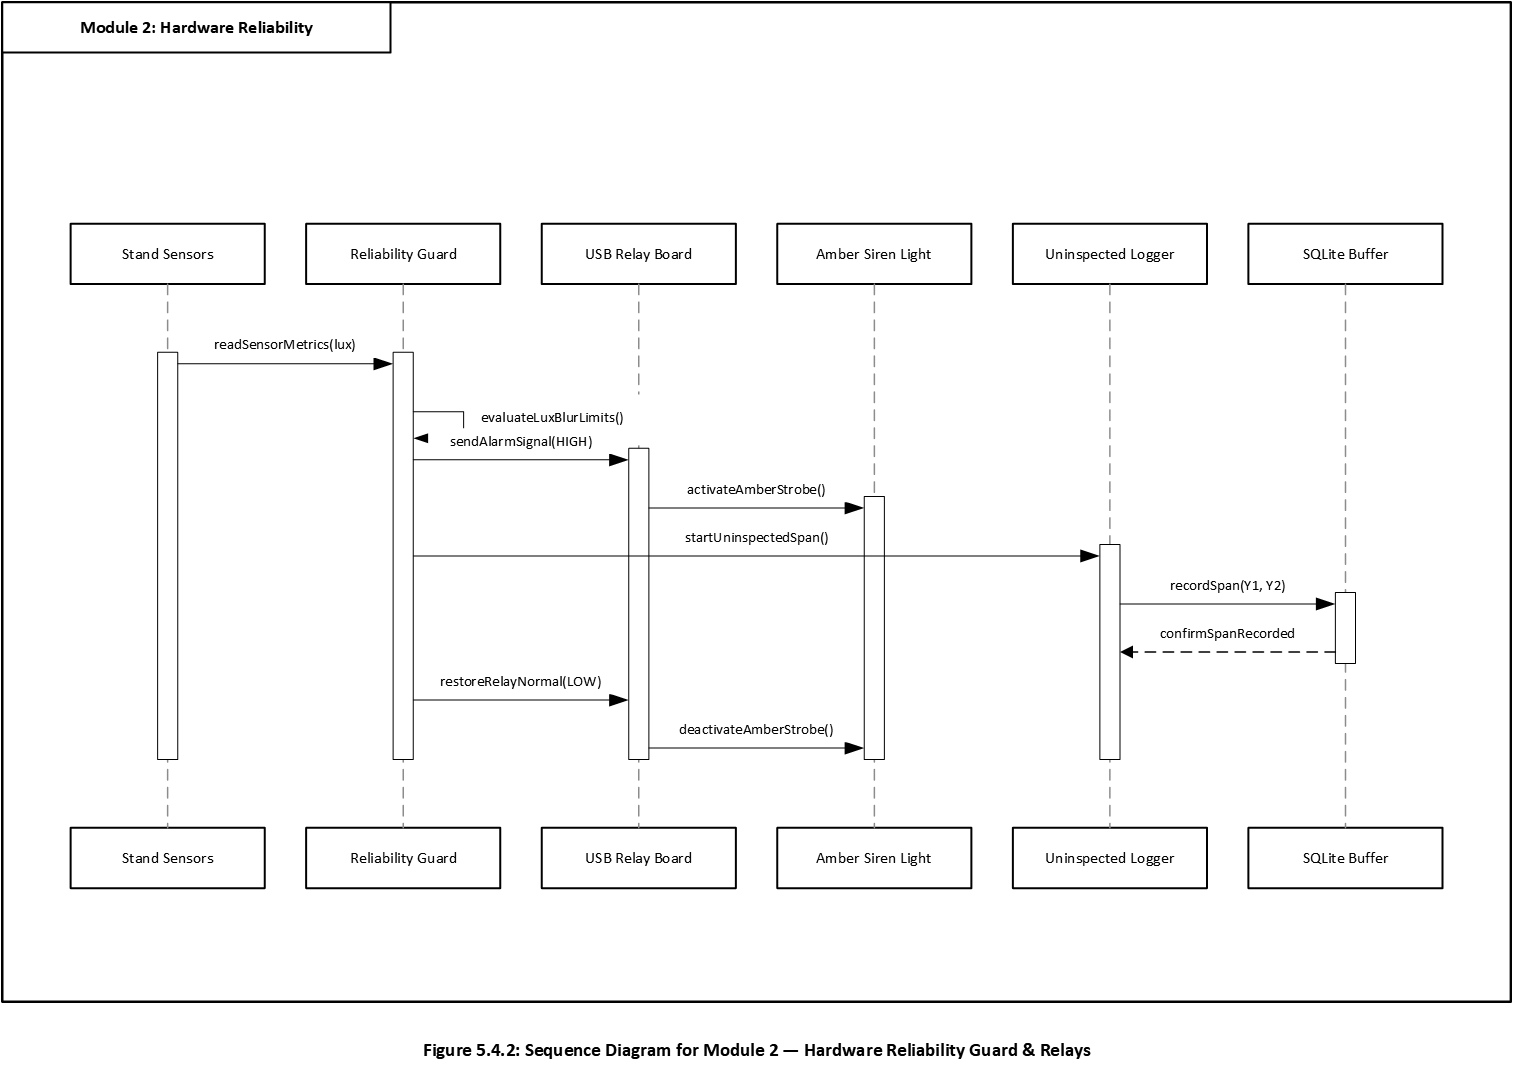 Module 2: Hardware Reliability
Stand Sensors
Reliability Guard
USB Relay Board
Amber Siren Light
Uninspected Logger
SQLite Buffer
readSensorMetrics(lux)
evaluateLuxBlurLimits()
sendAlarmSignal(HIGH)
activateAmberStrobe()
startUninspectedSpan()
recordSpan(Y1, Y2)
confirmSpanRecorded
restoreRelayNormal(LOW)
deactivateAmberStrobe()
Stand Sensors
Reliability Guard
USB Relay Board
Amber Siren Light
Uninspected Logger
SQLite Buffer
Figure 5.4.2: Sequence Diagram for Module 2 — Hardware Reliability Guard & Relays